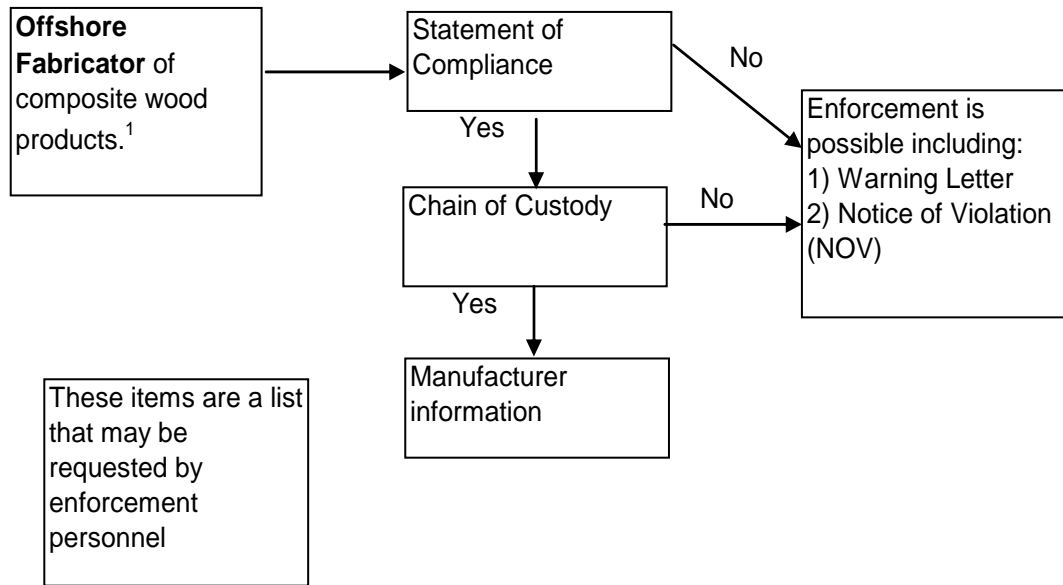 Offshore
Fabricator of
composite wood
products.¹
Statement of
Compliance
No
Yes
Enforcement is
possible including:
1) Warning Letter
2) Notice of Violation
(NOV)
Chain of Custody
No
Yes
Manufacturer
information
These items are a list
that may be
requested by
enforcement
personnel